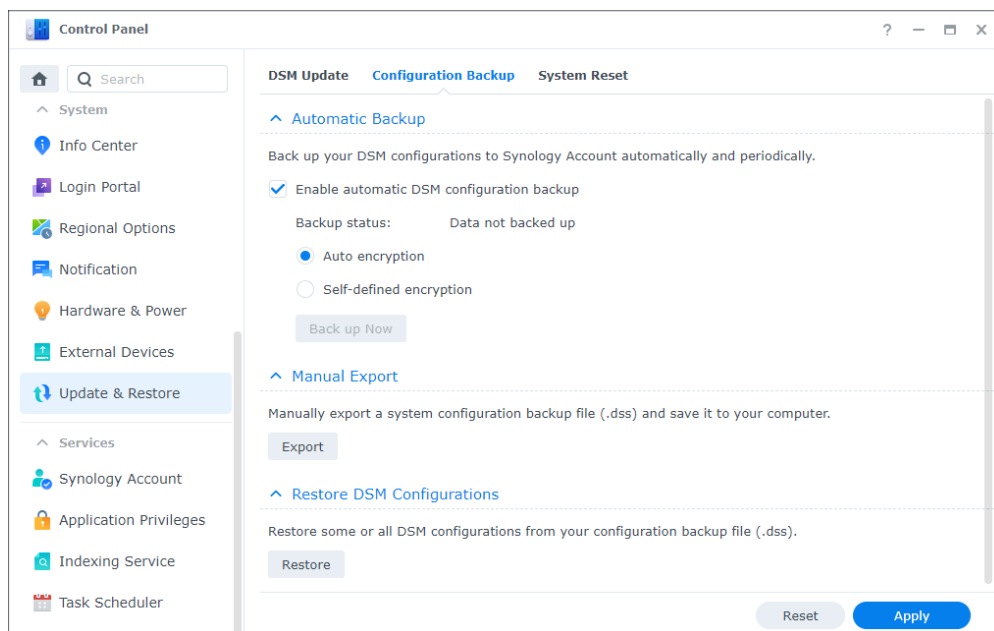 Control Panel
?
Search
System
Info Center
Login Portal
Regional Options
Notification
Hardware & Power
External Devices
Update & Restore
Services
Synology Account
Application Privileges
Indexing Service
Task Scheduler
DSM Update Configuration Backup System Reset
Automatic Backup
Back up your DSM configurations to Synology Account automatically and periodically.
Enable automatic DSM configuration backup
Backup status: Data not backed up
Auto encryption
Self-defined encryption
Back up Now
Manual Export
Manually export a system configuration backup file (.dss) and save it to your computer.
Export
Restore DSM Configurations
Restore some or all DSM configurations from your configuration backup file (.dss).
Restore
Reset Apply